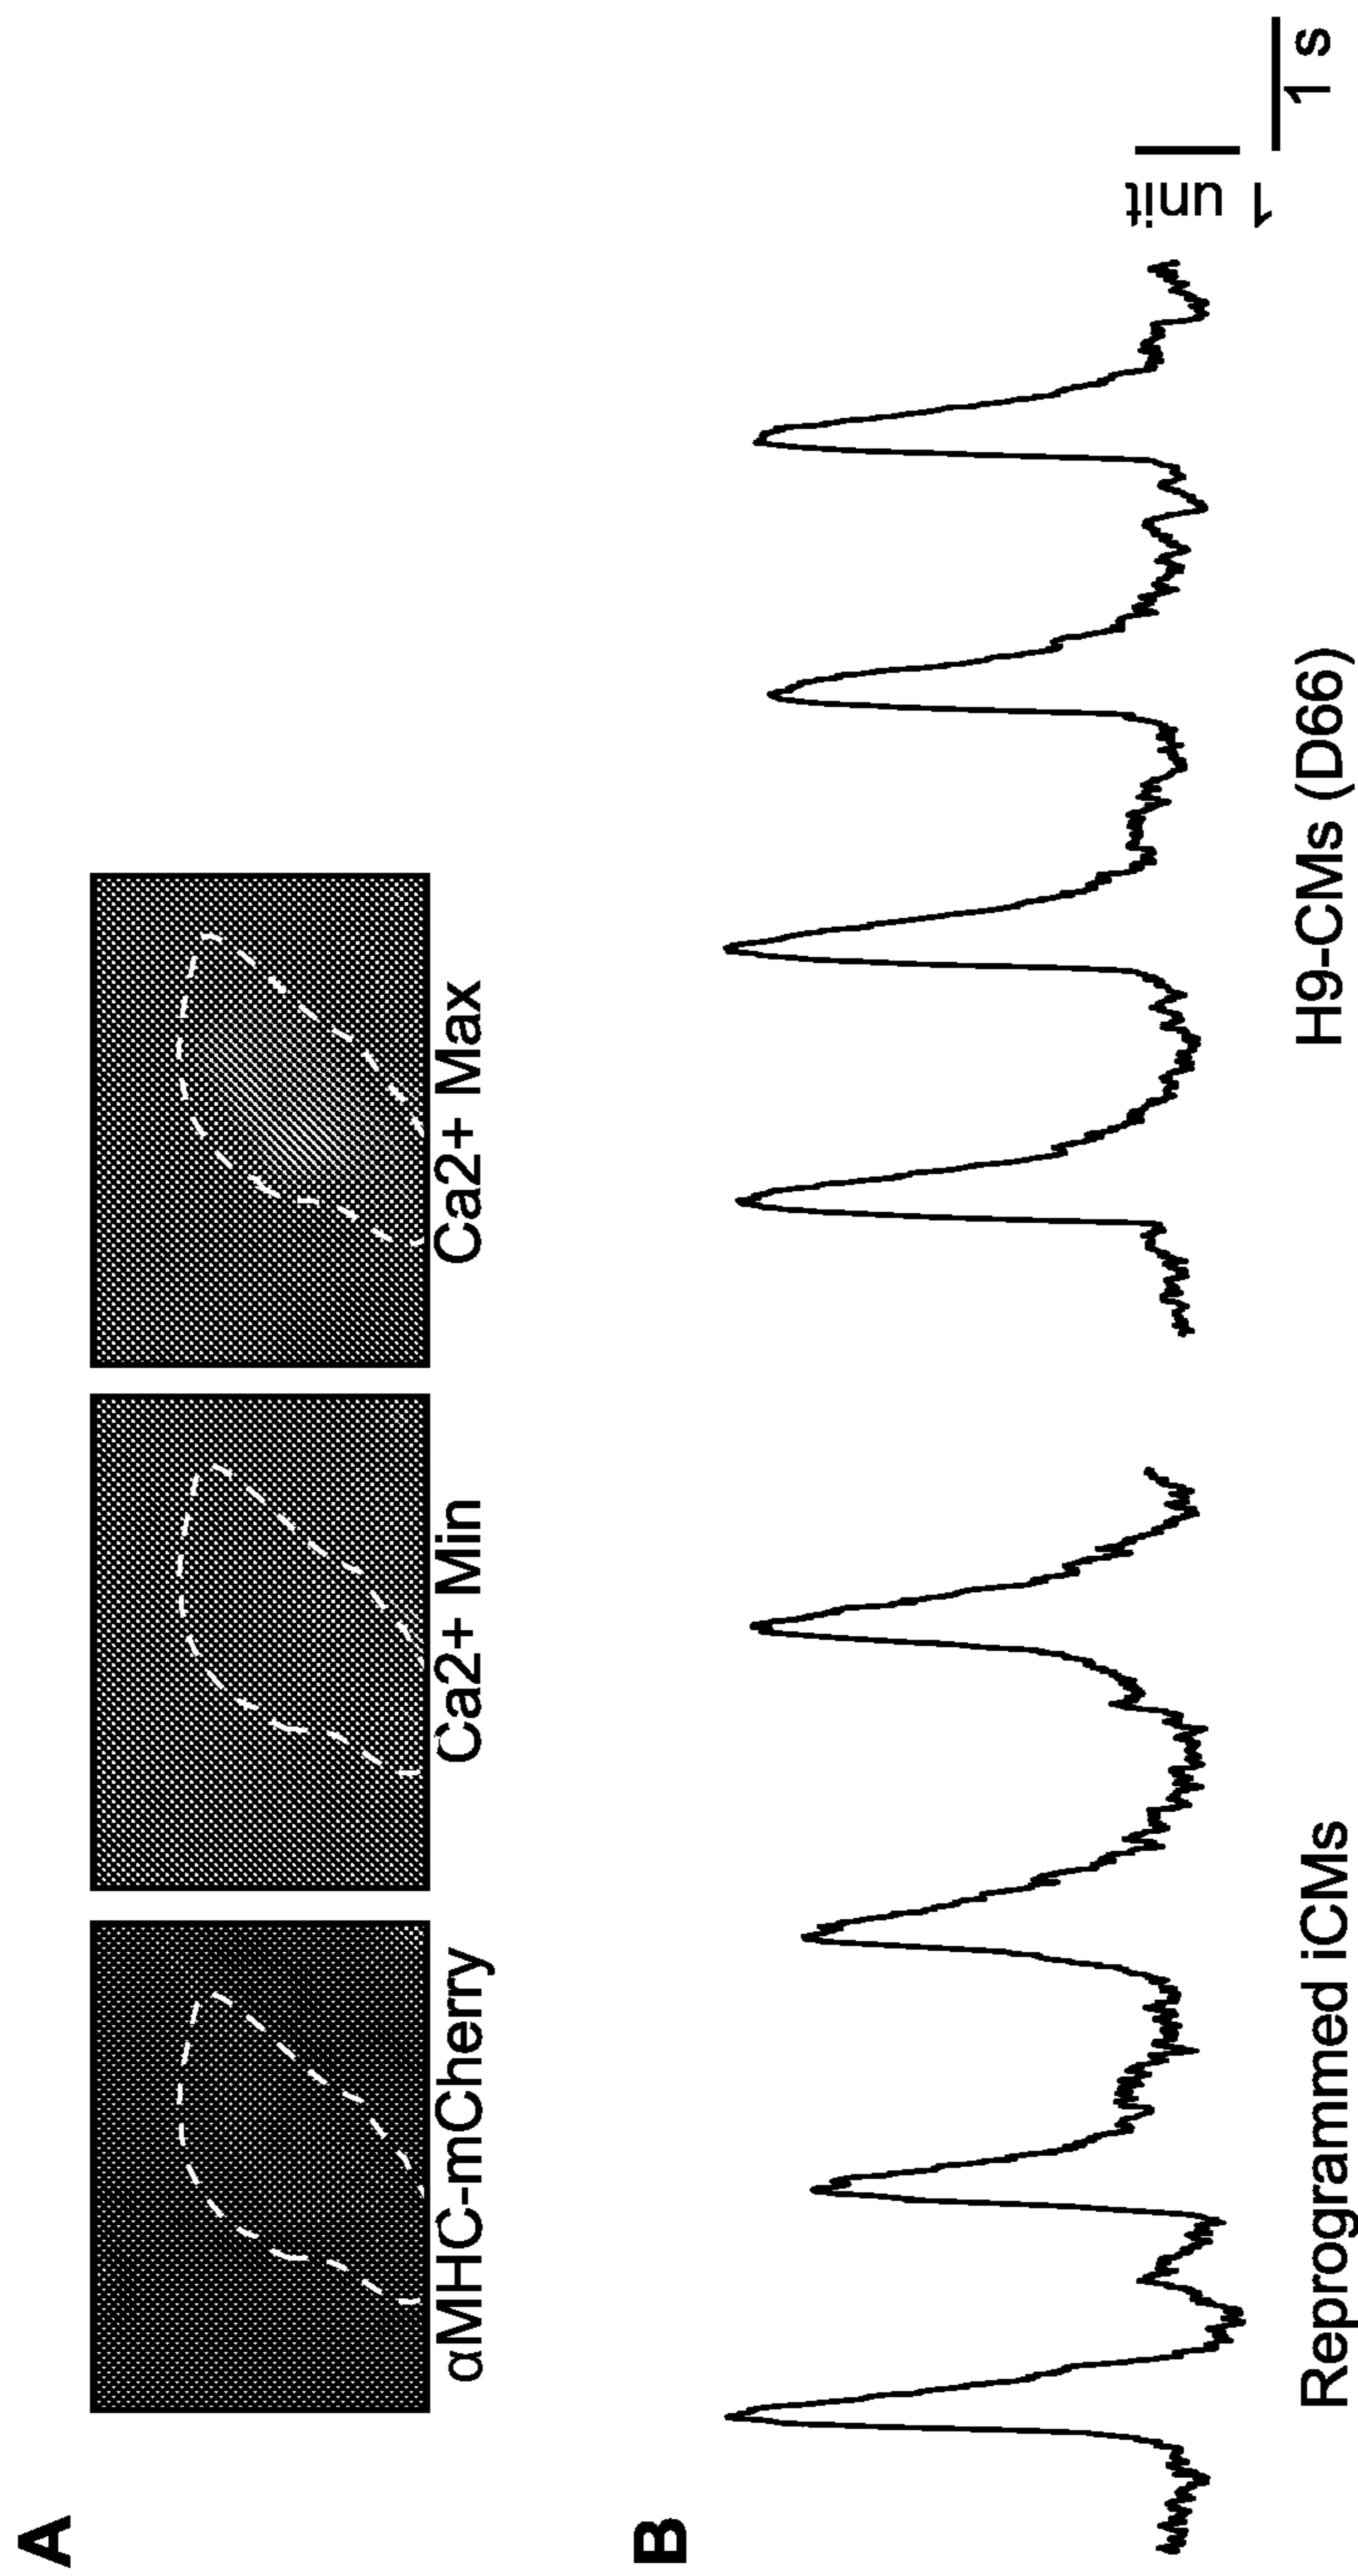 A
αMHC-mCherry
Ca2+ Min
Ca2+ Max
B
1 unit
1 s
Reprogrammed iCMs
H9-CMs (D66)